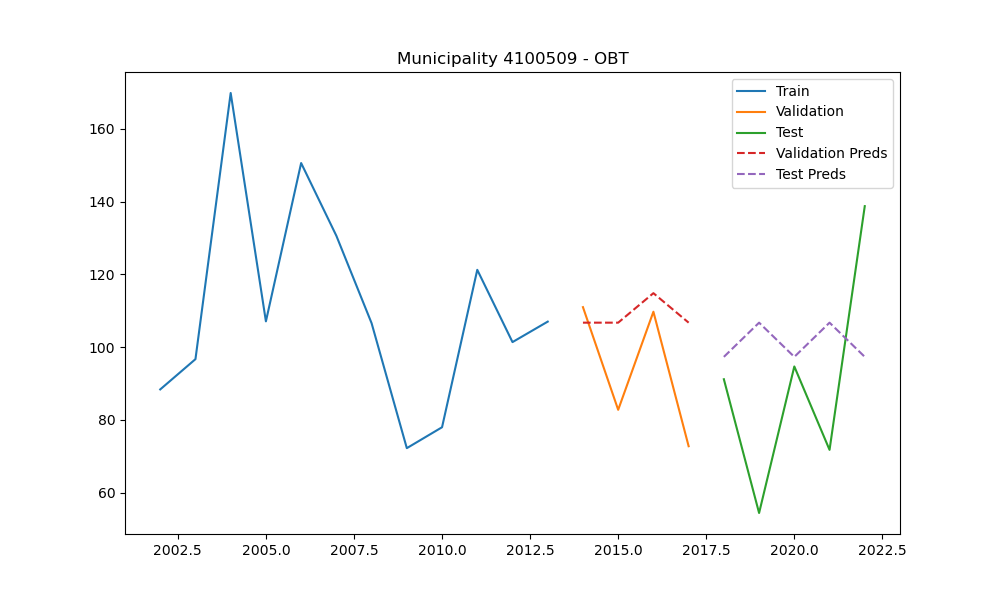 Municipality 4100509 - OBT
Train
Validation
Test
Validation Preds
Test Preds
160
140
120
100
80
60
2002.5 2005.0 2007.5 2010.0 2012.5 2015.0 2017.5 2020.0 2022.5